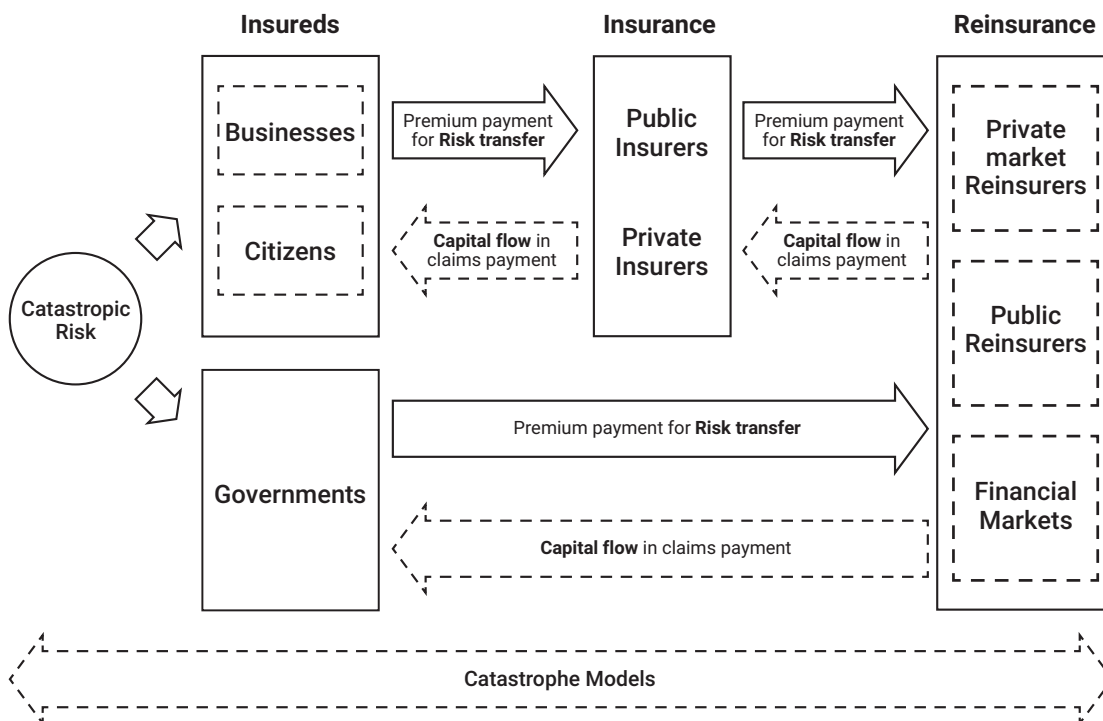 Insureds
Insurance
Reinsurance
Businesses
Citizens
Premium payment
for Risk transfer
Capital flow in
claims payment
Public
Insurers
Private
Insurers
Premium payment
for Risk transfer
Capital flow in
claims payment
Private
market
Reinsurers
Public
Reinsurers
Financial
Markets
Catastropic
Risk
Governments
Premium payment for Risk transfer
Capital flow in claims payment
Catastrophe Models